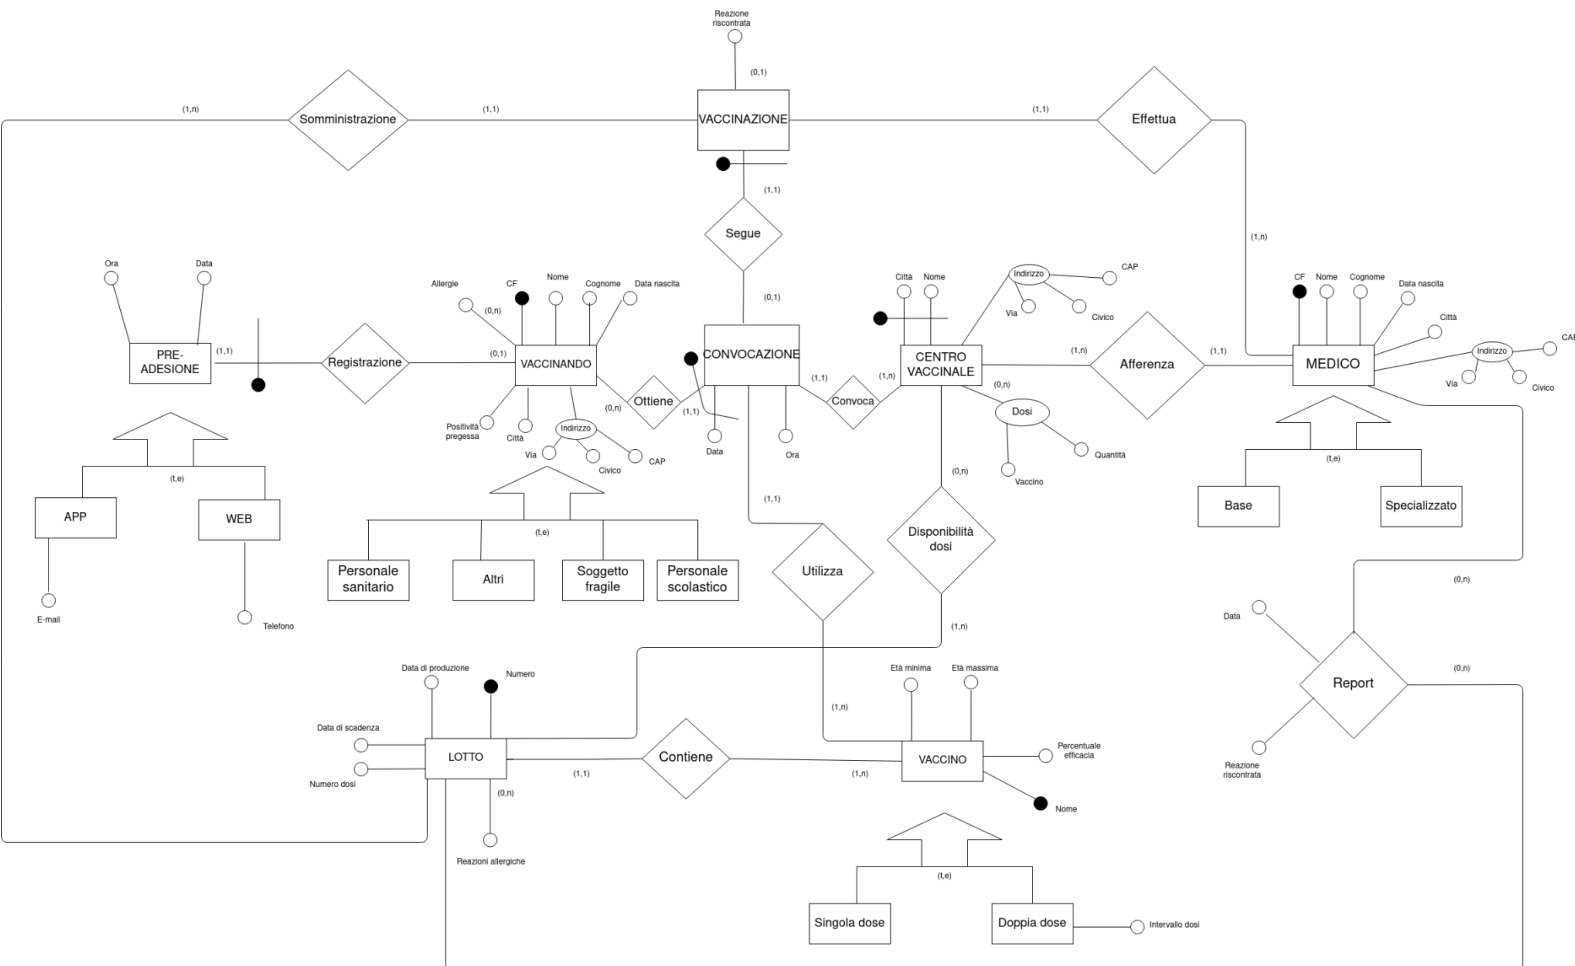 Reazione
riscontrata
(0,1)
(1,n)
Somministrazione
(1,1)
VACCINAZIONE
(1,1)
Effettua
(1,1)
Segue
(1,n)
(0,1)
Ora
Data
PRE-
ADESIONE
(1,1)
Registrazione
(0,1)
Allergie
(0,n)
CF
Nome
Cognome
Data nascita
VACCINANDO
Positività
pregessa
Città
Indirizzo
Via
Civico
CAP
(0,n)
Ottiene
(1,1)
CONVOCAZIONE
Data
Ora
(1,1)
Convoca
(1,n)
Città
Nome
Indirizzo
CAP
Via
Civico
CENTRO
VACCINALE
(1,n)
Afferenza
(1,1)
(0,n)
Dosi
Quantità
Vaccino
CF
Nome
Cognome
Data nascita
Città
Indirizzo
CAP
Via
Civico
MEDICO
(t,e)
APP
WEB
E-mail
Telefono
(t,e)
Personale
sanitario
Altri
Soggetto
fragile
Personale
scolastico
(1,1)
Utilizza
(0,n)
Disponibilità
dosi
(1,n)
(1,n)
(t,e)
Base
Specializzato
(0,n)
Data
Report
(0,n)
Reazione
riscontrata
Data di produzione
Numero
Data di scadenza
Numero dosi
LOTTO
(0,n)
Reazioni allergiche
(1,1)
Contiene
(1,n)
Età minima
Età massima
VACCINO
Percentuale
efficacia
Nome
(t,e)
Singola dose
Doppia dose
Intervallo dosi